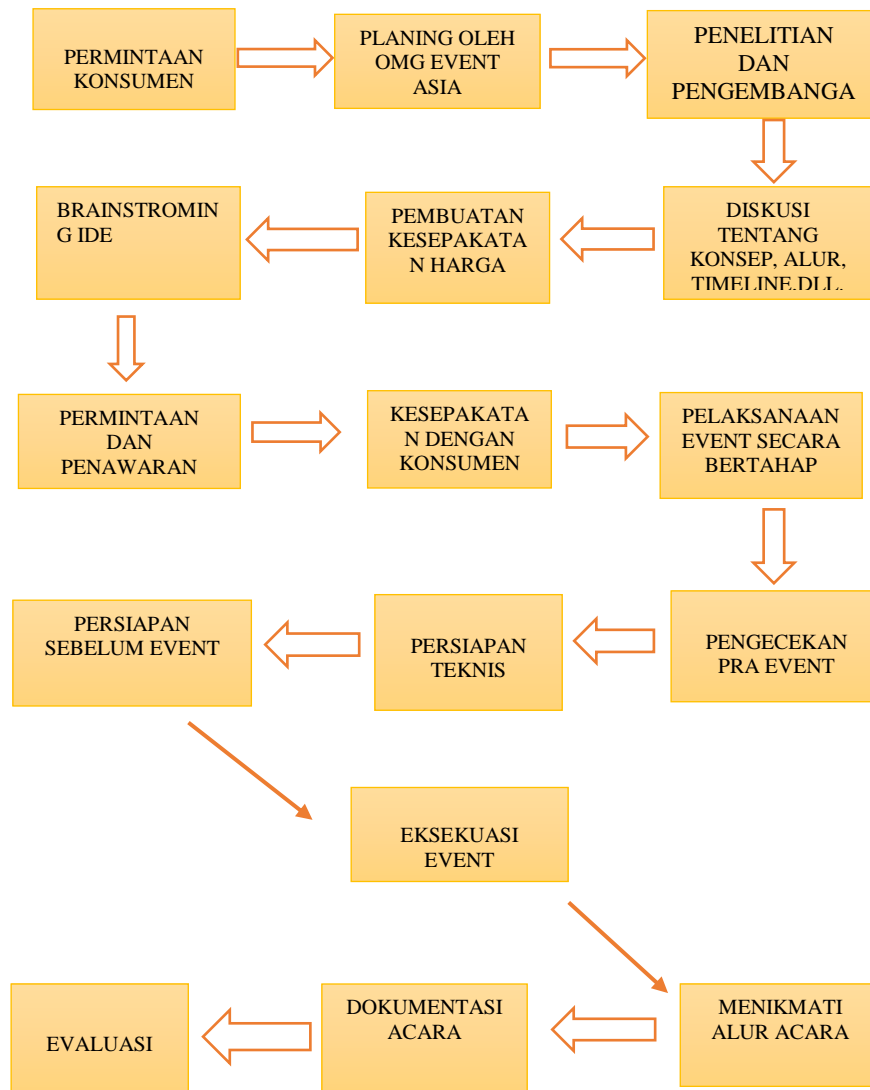 PERMINTAAN
KONSUMEN
PLANING OLEH
OMG EVENT
ASIA
PENELITIAN
DAN
PENGEMBANGA
DISKUSI
TENTANG
KONSEP, ALUR,
TIMELINE,DLL.
PEMBUATAN
KESEPAKATA
N HARGA
BRAINSTROMIN
G IDE
PERMINTAAN
DAN
PENAWARAN
KESEPAKATA
N DENGAN
KONSUMEN
PELAKSANAAN
EVENT SECARA
BERTAHAP
PENGECEKAN
PRA EVENT
PERSIAPAN
TEKNIS
PERSIAPAN
SEBELUM EVENT
EKSEKUASI
EVENT
MENIKMATI
ALUR ACARA
DOKUMENTASI
ACARA
EVALUASI